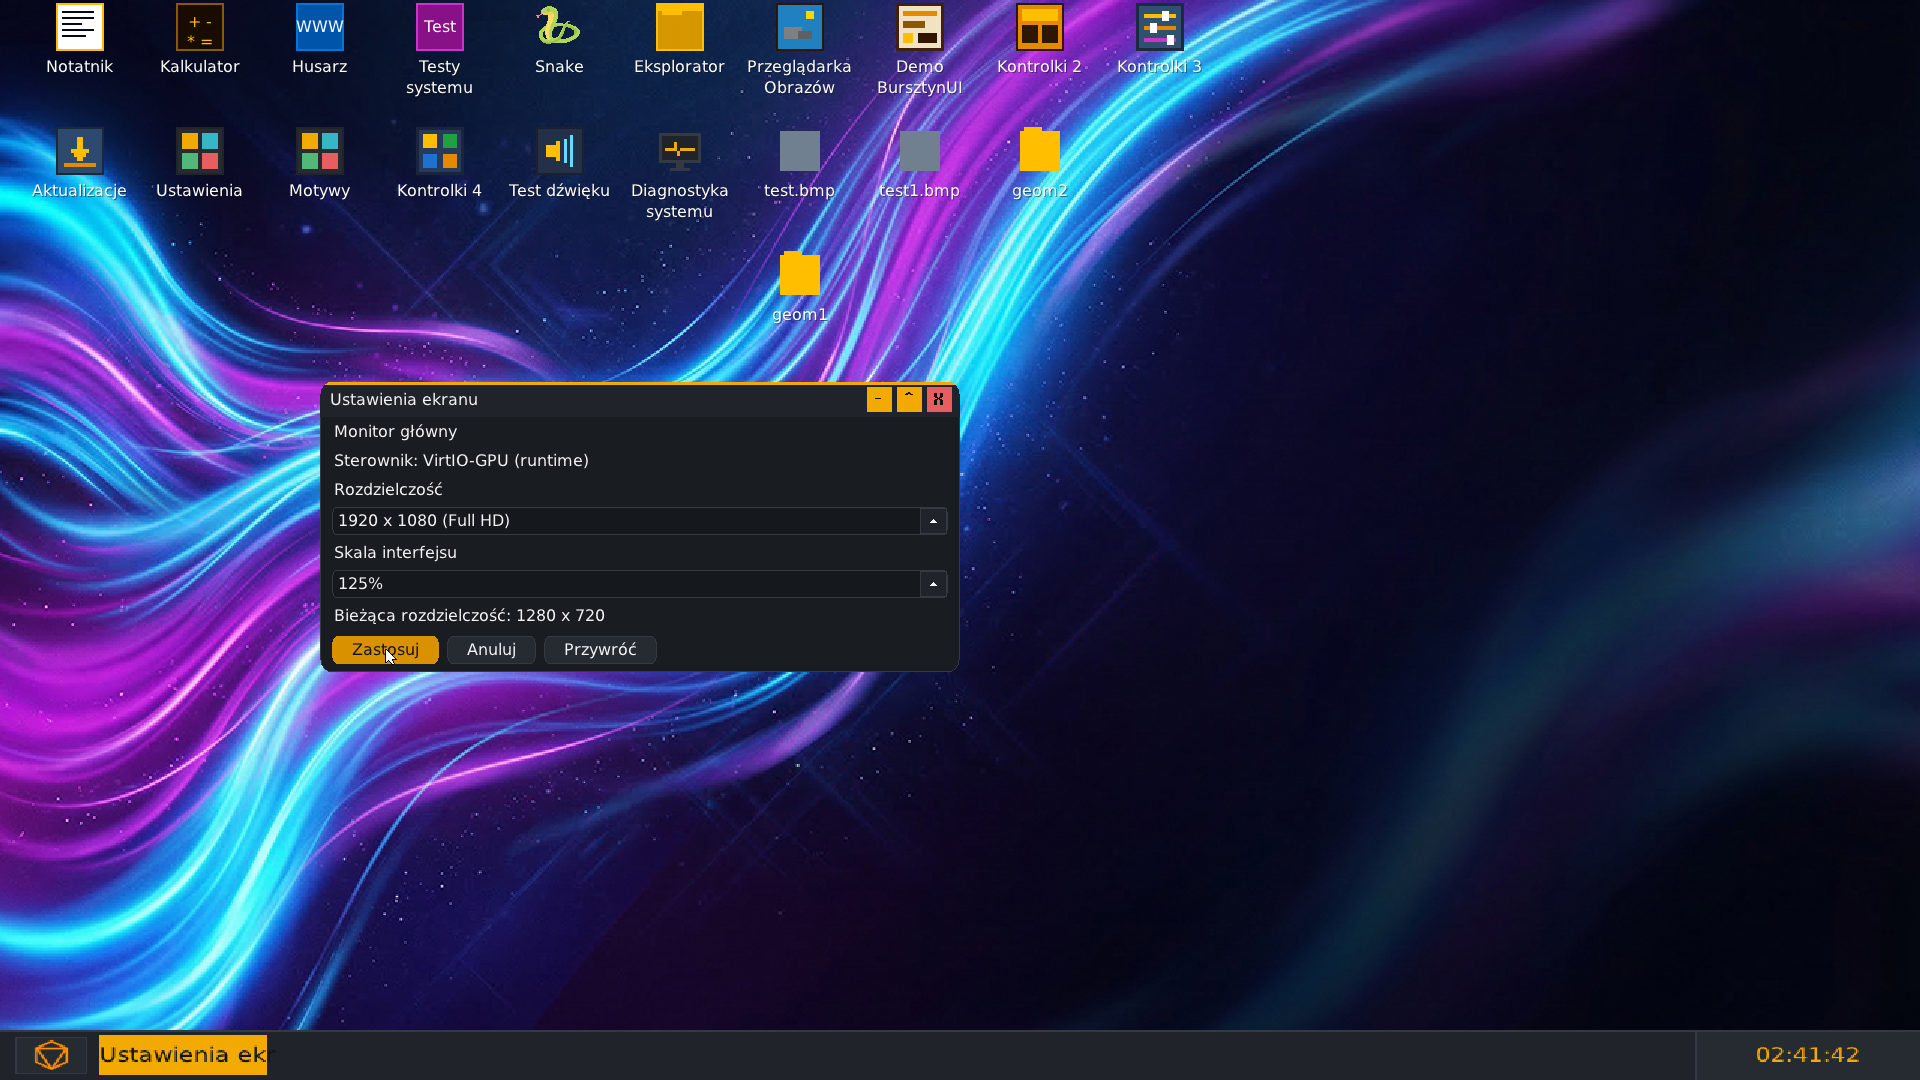 + -
* =
WWW
Test
Notatnik
Kalkulator
Husarz
Testy
systemu
Snake
Eksplorator
Przeglądarka
Obrazów
Demo
BursztynUI
Kontrolki 2
Kontrolki 3
Aktualizacje
Ustawienia
Motywy
Kontrolki 4
Test dźwięku
Diagnostyka
systemu
test.bmp
test1.bmp
geom2
geom1
Ustawienia ekranu
- ^ X
Monitor główny
Sterownik: VirtIO-GPU (runtime)
Rozdzielczość
1920 x 1080 (Full HD)
Skala interfejsu
125%
Bieżąca rozdzielczość: 1280 x 720
Zastosuj Anuluj Przywróć
Ustawienia ekr
02:41:42